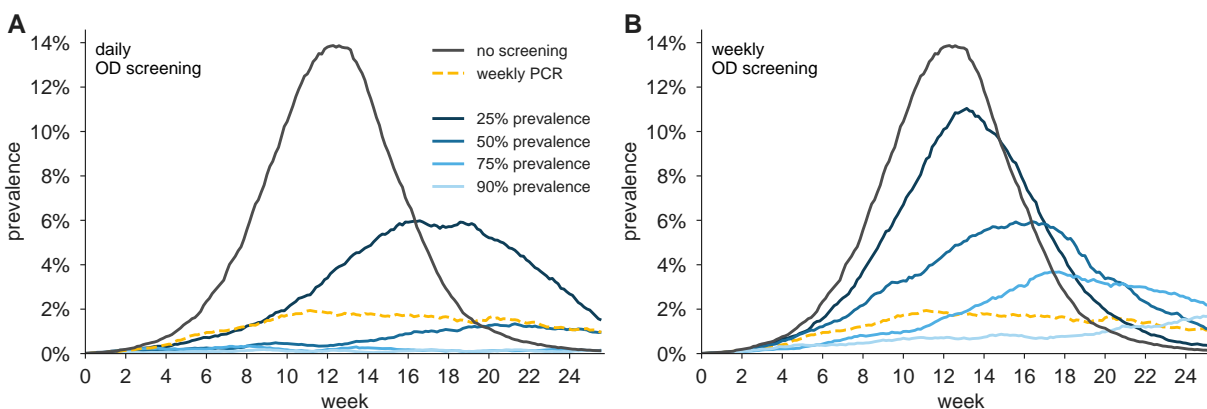 A
daily
OD screening
no screening
weekly PCR
25% prevalence
50% prevalence
75% prevalence
90% prevalence
prevalence
14%
12%
10%
8%
6%
4%
2%
0%
0 2 4 6 8 10 12 14 16 18 20 22 24
week
B
weekly
OD screening
prevalence
14%
12%
10%
8%
6%
4%
2%
0%
0 2 4 6 8 10 12 14 16 18 20 22 24
week